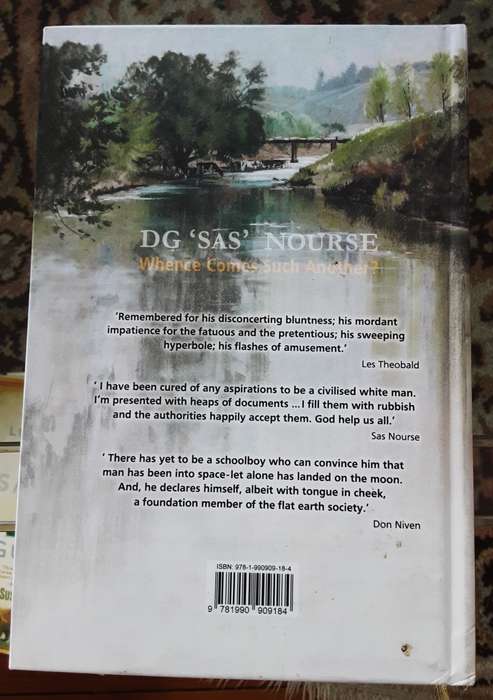 DG ‘SAS’ NOURSE
Whence Comes Such Another?
‘Remembered for his disconcerting bluntness; his mordant
impatience for the fatuous and the pretentious; his sweeping
hyperbole; his flashes of amusement.’
Les Theobald
‘ I have been cured of any aspirations to be a civilised white man.
I’m presented with heaps of documents ...I fill them with rubbish
and the authorities happily accept them. God help us all.’
Sas Nourse
‘ There has yet to be a schoolboy who can convince him that
man has been into space-let alone has landed on the moon.
And, he declares himself, albeit with tongue in cheek,
a foundation member of the flat earth society.’
Don Niven
ISBN: 978-1-990909-18-4
9 781990 909184